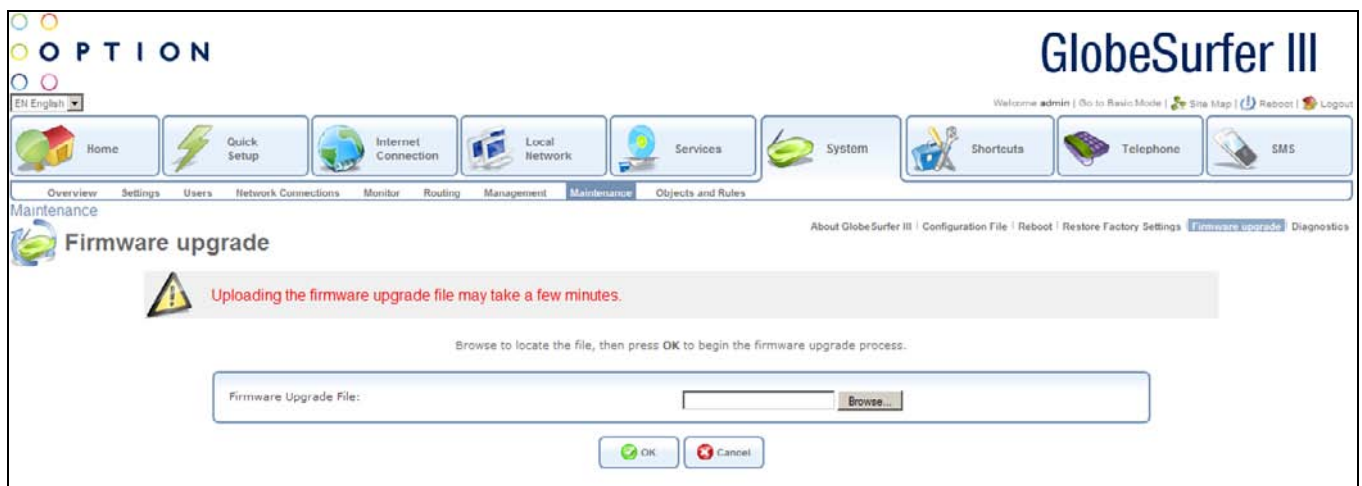 OPTION
GlobeSurfer III
EN English
Welcome admin | Go to Basic Mode | Site Map | Reboot | Logout
Home
Quick Setup
Internet Connection
Local Network
Services
System
Shortcuts
Telephone
SMS
Overview Settings Users Network Connections Monitor Routing Management Maintenance Objects and Rules
Maintenance
About GlobeSurfer III | Configuration File | Reboot | Restore Factory Settings | Firmware upgrade | Diagnostics
Firmware upgrade
Uploading the firmware upgrade file may take a few minutes.
Browse to locate the file, then press OK to begin the firmware upgrade process.
Firmware Upgrade File:
Browse...
OK
Cancel